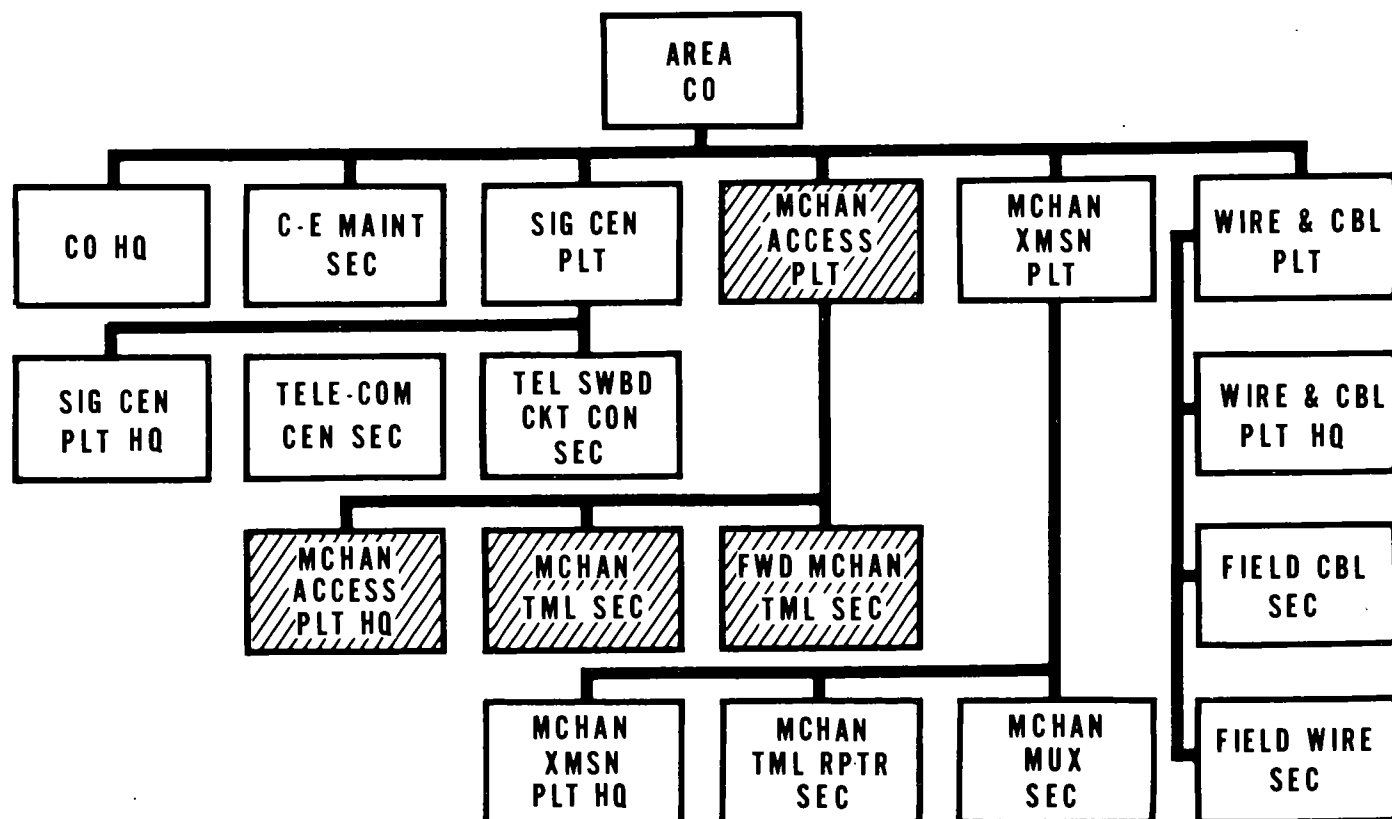 AREA
CO
CO HQ
C-E MAINT
SEC
SIG CEN
PLT
MCHAN
ACCESS
PLT
MCHAN
XMSN
PLT
WIRE & CBL
PLT
SIG CEN
PLT HQ
TELE-COM
CEN SEC
TEL SWBD
CKT CON
SEC
WIRE & CBL
PLT HQ
MCHAN
ACCESS
PLT HQ
MCHAN
TML SEC
FWD MCHAN
TML SEC
FIELD CBL
SEC
MCHAN
XMSN
PLT HQ
MCHAN
TML RPTR
SEC
MCHAN
MUX
SEC
FIELD WIRE
SEC